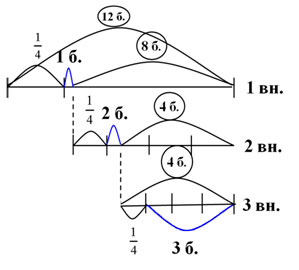 12 б.
1/4 1 б. 8 б.
1 вн.
1/4 2 б. 4 б.
2 вн.
4 б.
3 вн.
1/4 3 б.